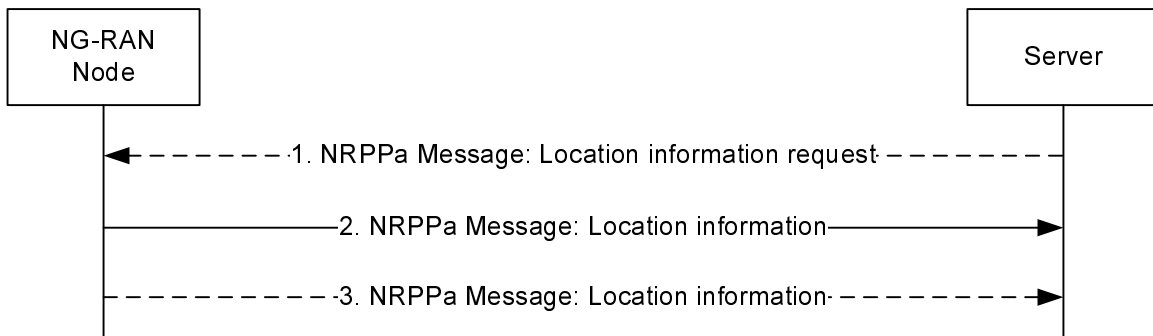 NG-RAN
Node
Server
1. NRPPa Message: Location information request
2. NRPPa Message: Location information
3. NRPPa Message: Location information